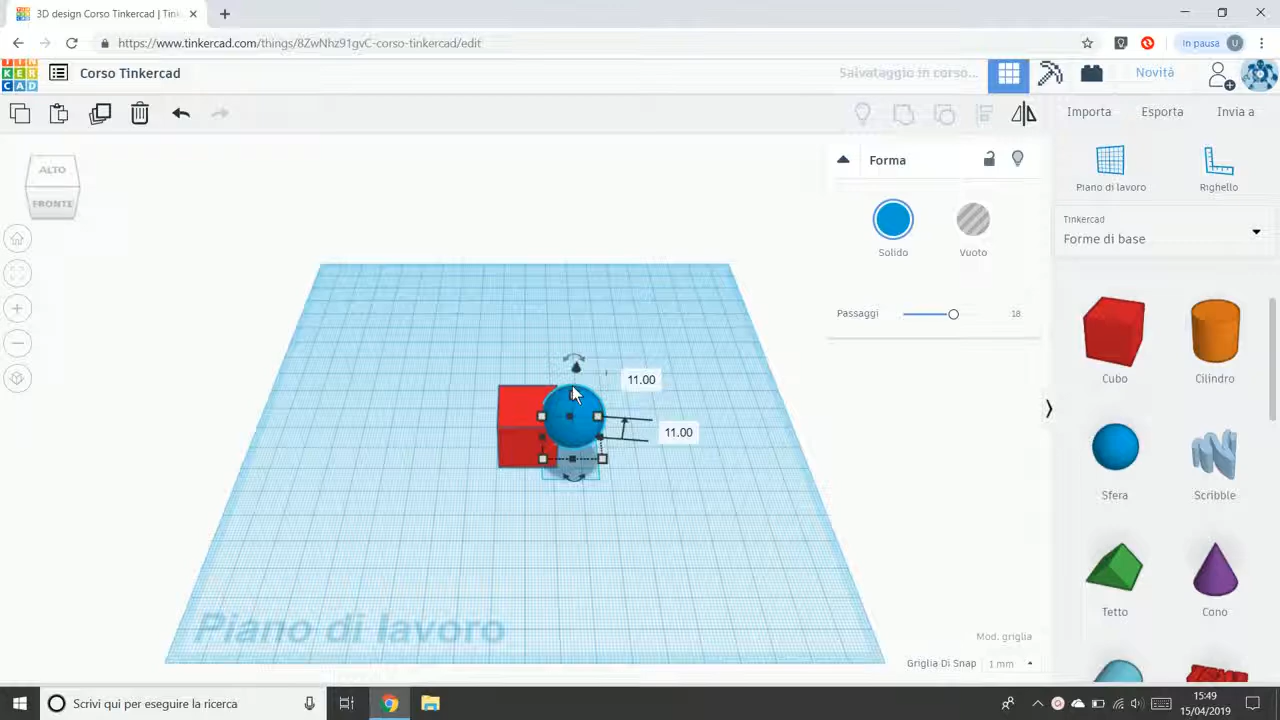 3D design Corso Tinkercad | Tink
https://www.tinkercad.com/things/8ZwNhz91gvC-corso-tinkercad/edit
In pausa
U
TIN
KER
CAD
Corso Tinkercad
Salvataggio in corso...
Novità
Importa
Esporta
Invia a
ALTO
FRONTE
Forma
Solido
Vuoto
Passaggi
18
Piano di lavoro
Righello
Tinkercad
Forme di base
Cubo
Cilindro
Sfera
Scribble
Tetto
Cono
11.00
11.00
Piano di lavoro
Mod. griglia
Griglia Di Snap
1 mm
Scrivi qui per eseguire la ricerca
15:49
15/04/2019